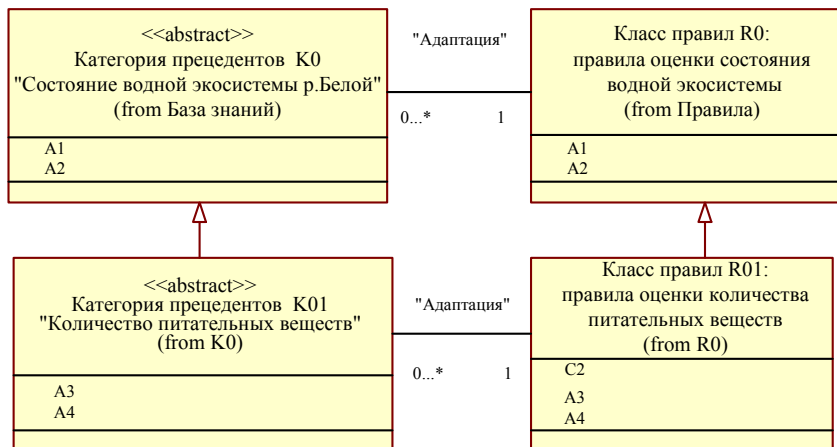 <<abstract>>
Категория прецедентов K0
"Состояние водной экосистемы р.Белой"
(from База знаний)
A1
A2
"Адаптация"
0...* 1
Класс правил R0:
правила оценки состояния
водной экосистемы
(from Правила)
A1
A2
<<abstract>>
Категория прецедентов K01
"Количество питательных веществ"
(from K0)
A3
A4
"Адаптация"
0...* 1
Класс правил R01:
правила оценки количества
питательных веществ
(from R0)
C2
A3
A4